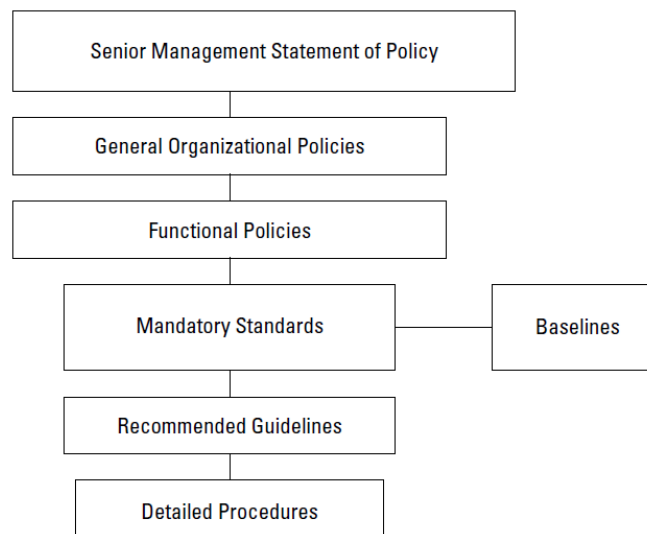 Senior Management Statement of Policy
General Organizational Policies
Functional Policies
Mandatory Standards
Baselines
Recommended Guidelines
Detailed Procedures